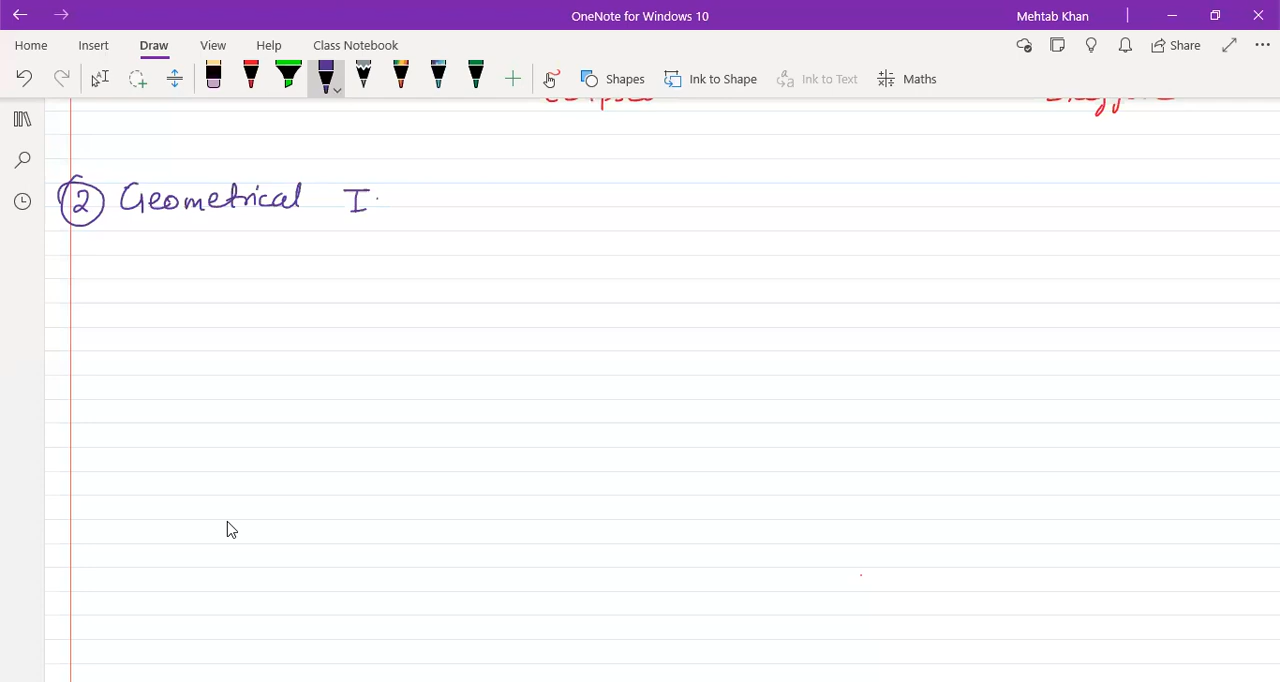 OneNote for Windows 10
Mehtab Khan
Home Insert Draw View Help Class Notebook
Share
Shapes Ink to Shape Ink to Text Maths
2 Geometrical I